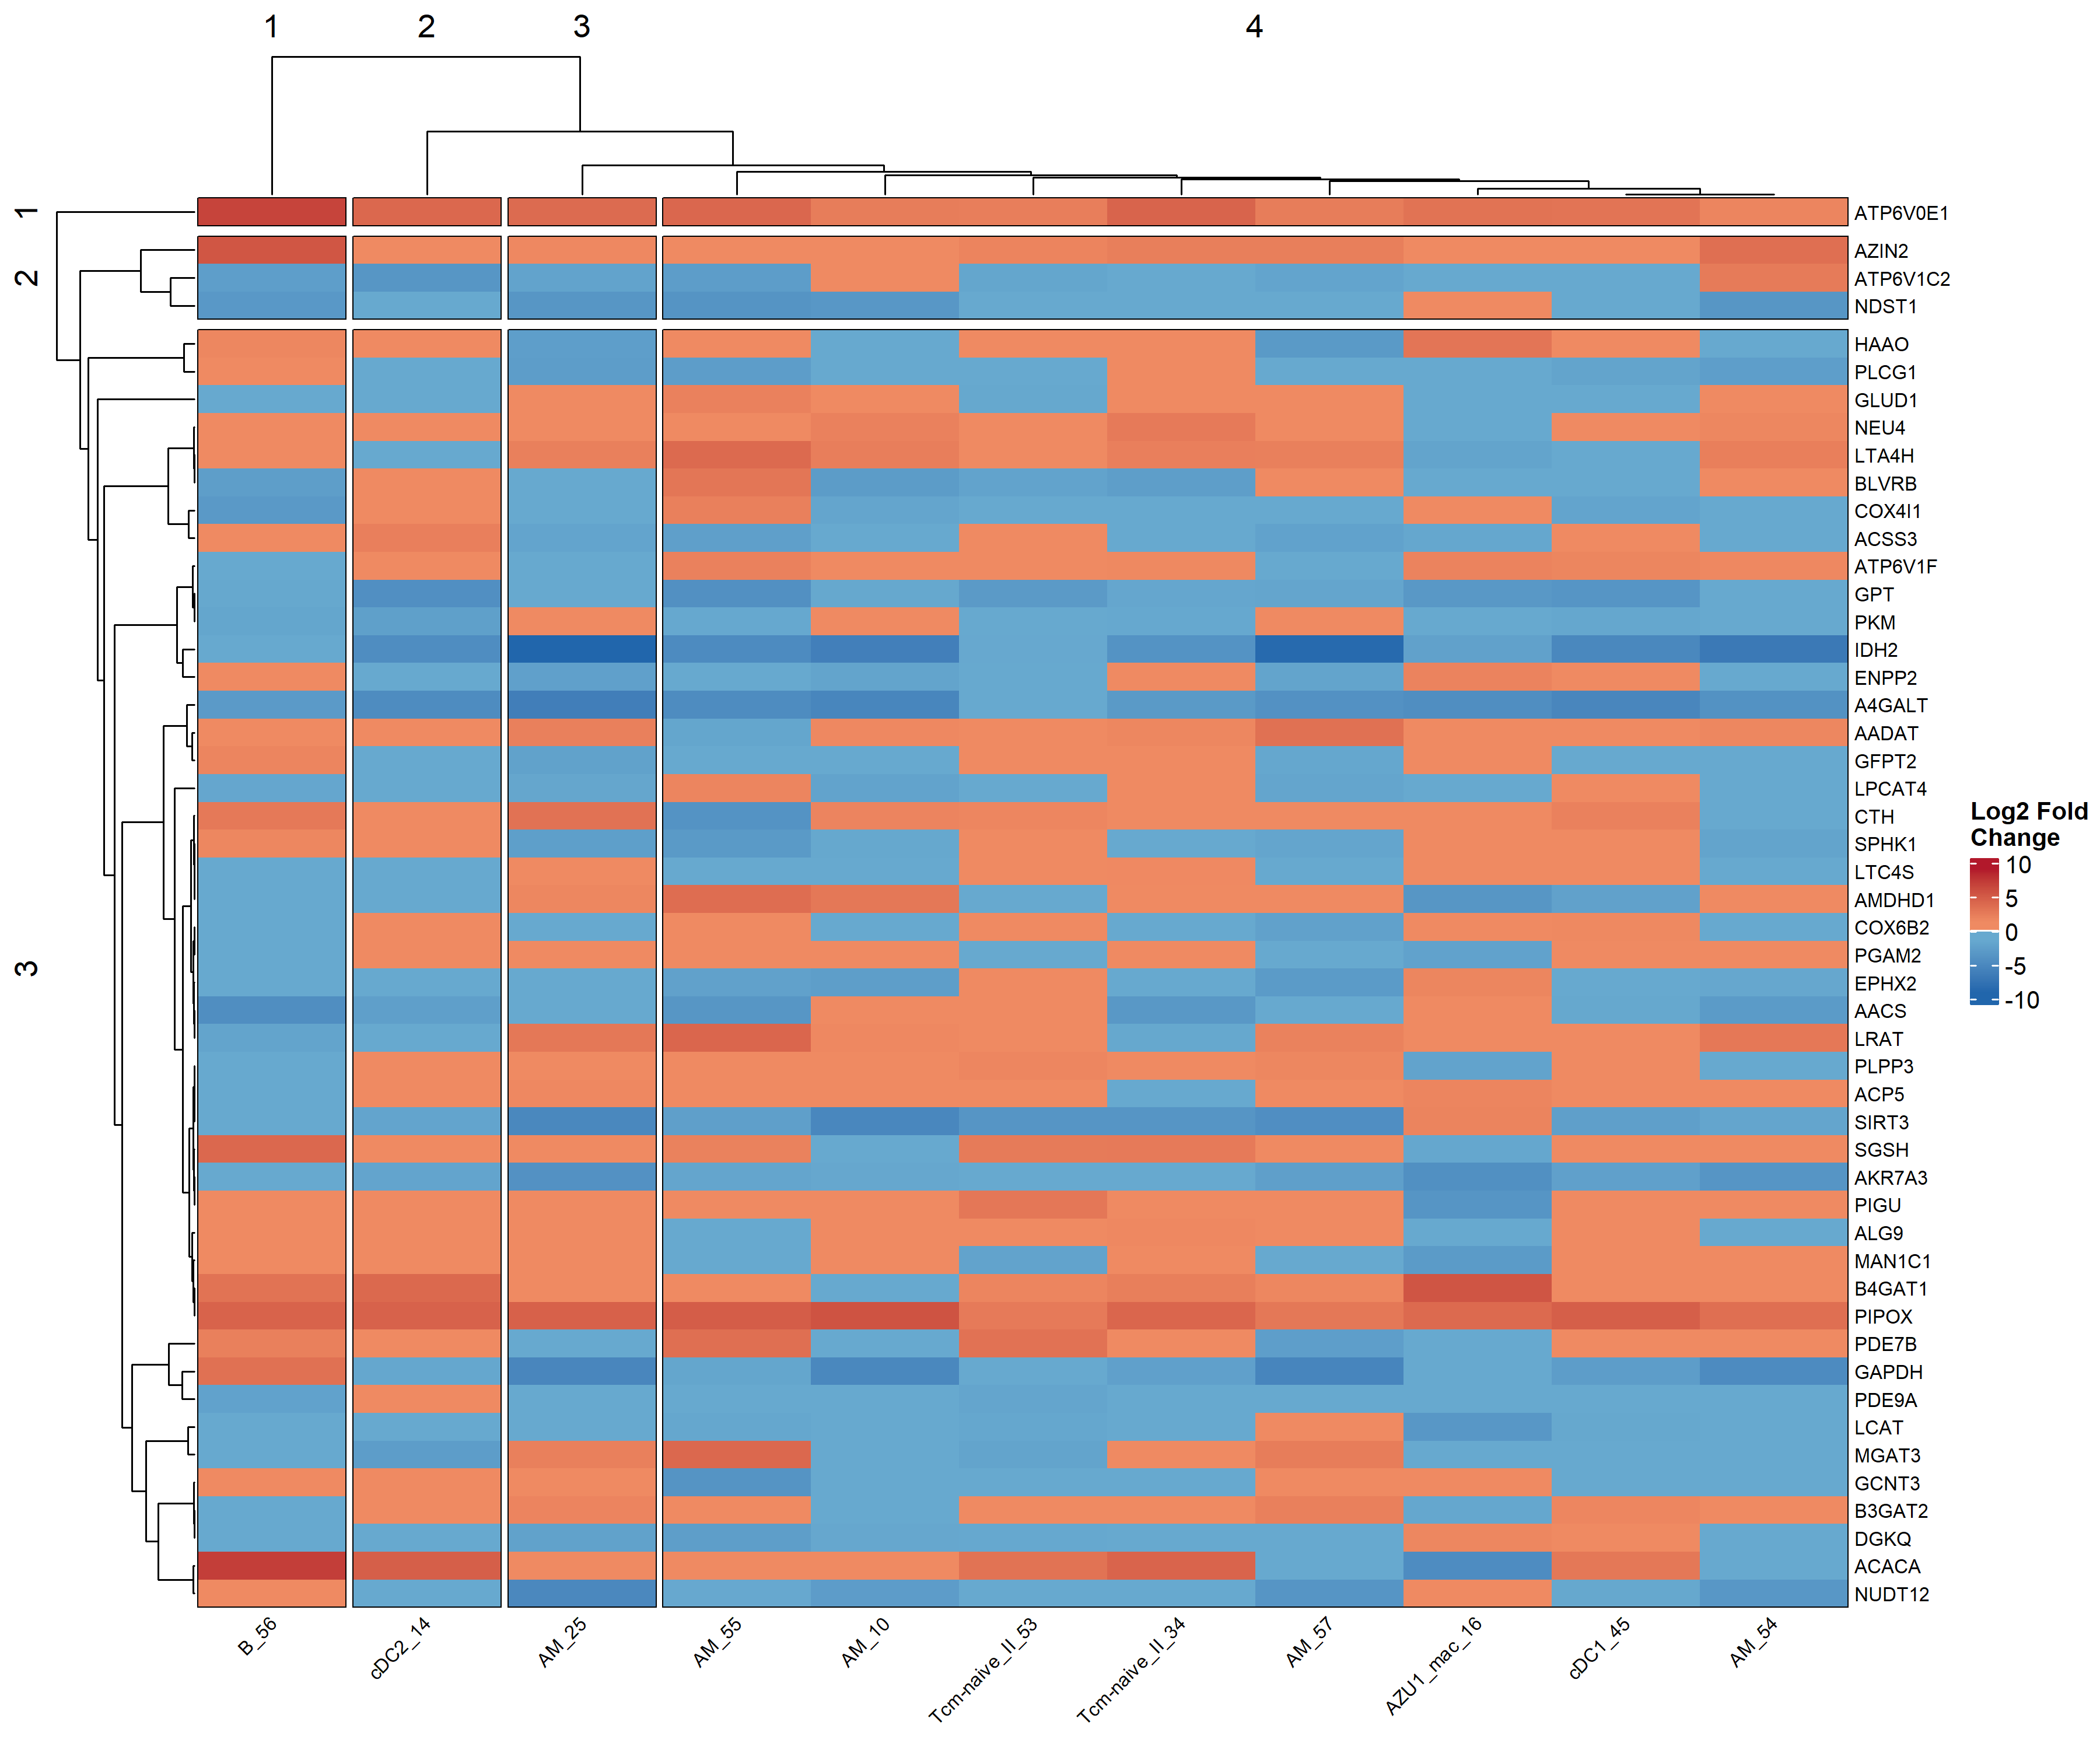 1 2 3 4
1
2
3
ATP6V0E1
AZIN2
ATP6V1C2
NDST1
HAAO
PLCG1
GLUD1
NEU4
LTA4H
BLVRB
COX4I1
ACSS3
ATP6V1F
GPT
PKM
IDH2
ENPP2
A4GALT
AADAT
GFPT2
LPCAT4
CTH
SPHK1
LTC4S
AMDHD1
COX6B2
PGAM2
EPHX2
AACS
LRAT
PLPP3
ACP5
SIRT3
SGSH
AKR7A3
PIGU
ALG9
MAN1C1
B4GAT1
PIPOX
PDE7B
GAPDH
PDE9A
LCAT
MGAT3
GCNT3
B3GAT2
DGKQ
ACACA
NUDT12
B_56
cDC2_14
AM_25
AM_55
AM_10
Tcm-naive_II_53
Tcm-naive_II_34
AM_57
AZU1_mac_16
cDC1_45
AM_54
Log2 Fold
Change
10
5
0
-5
-10